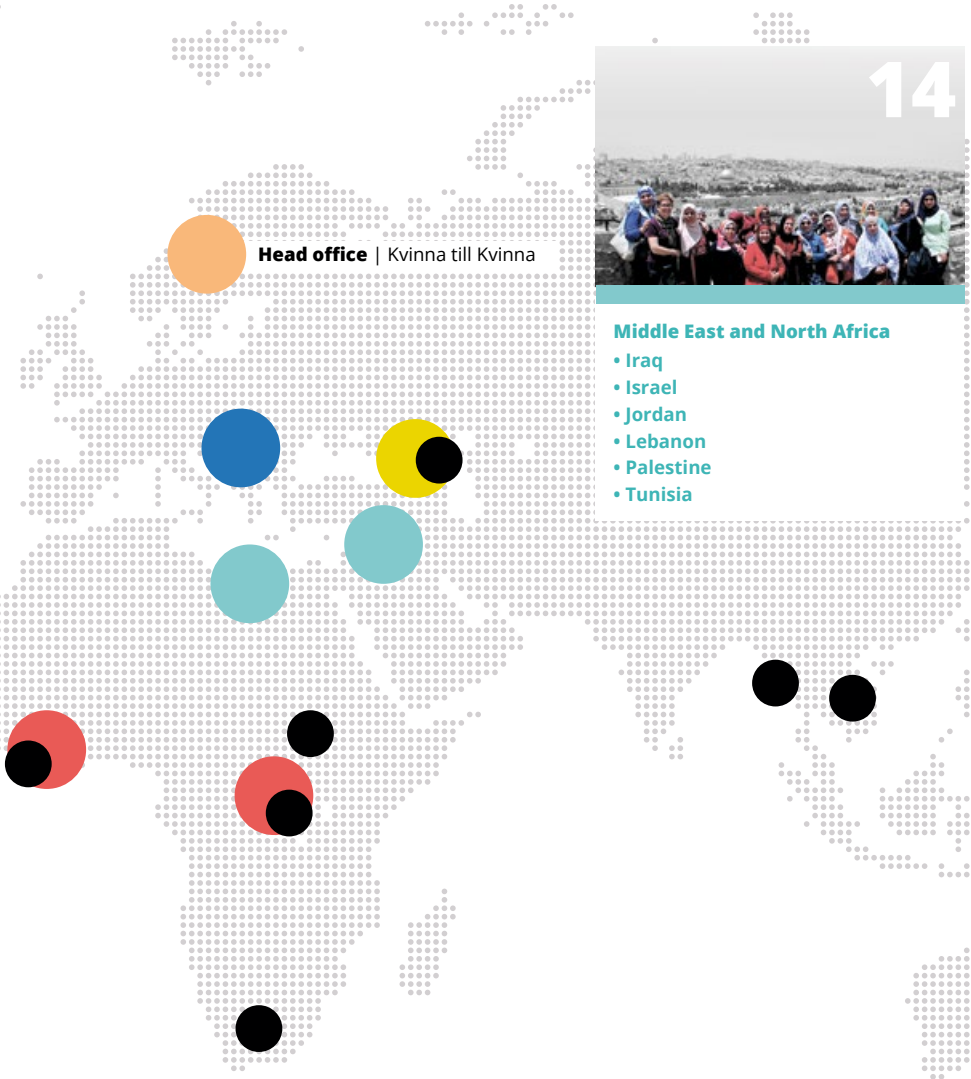 14
Head office | Kvinna till Kvinna
Middle East and North Africa
• Iraq
• Israel
• Jordan
• Lebanon
• Palestine
• Tunisia